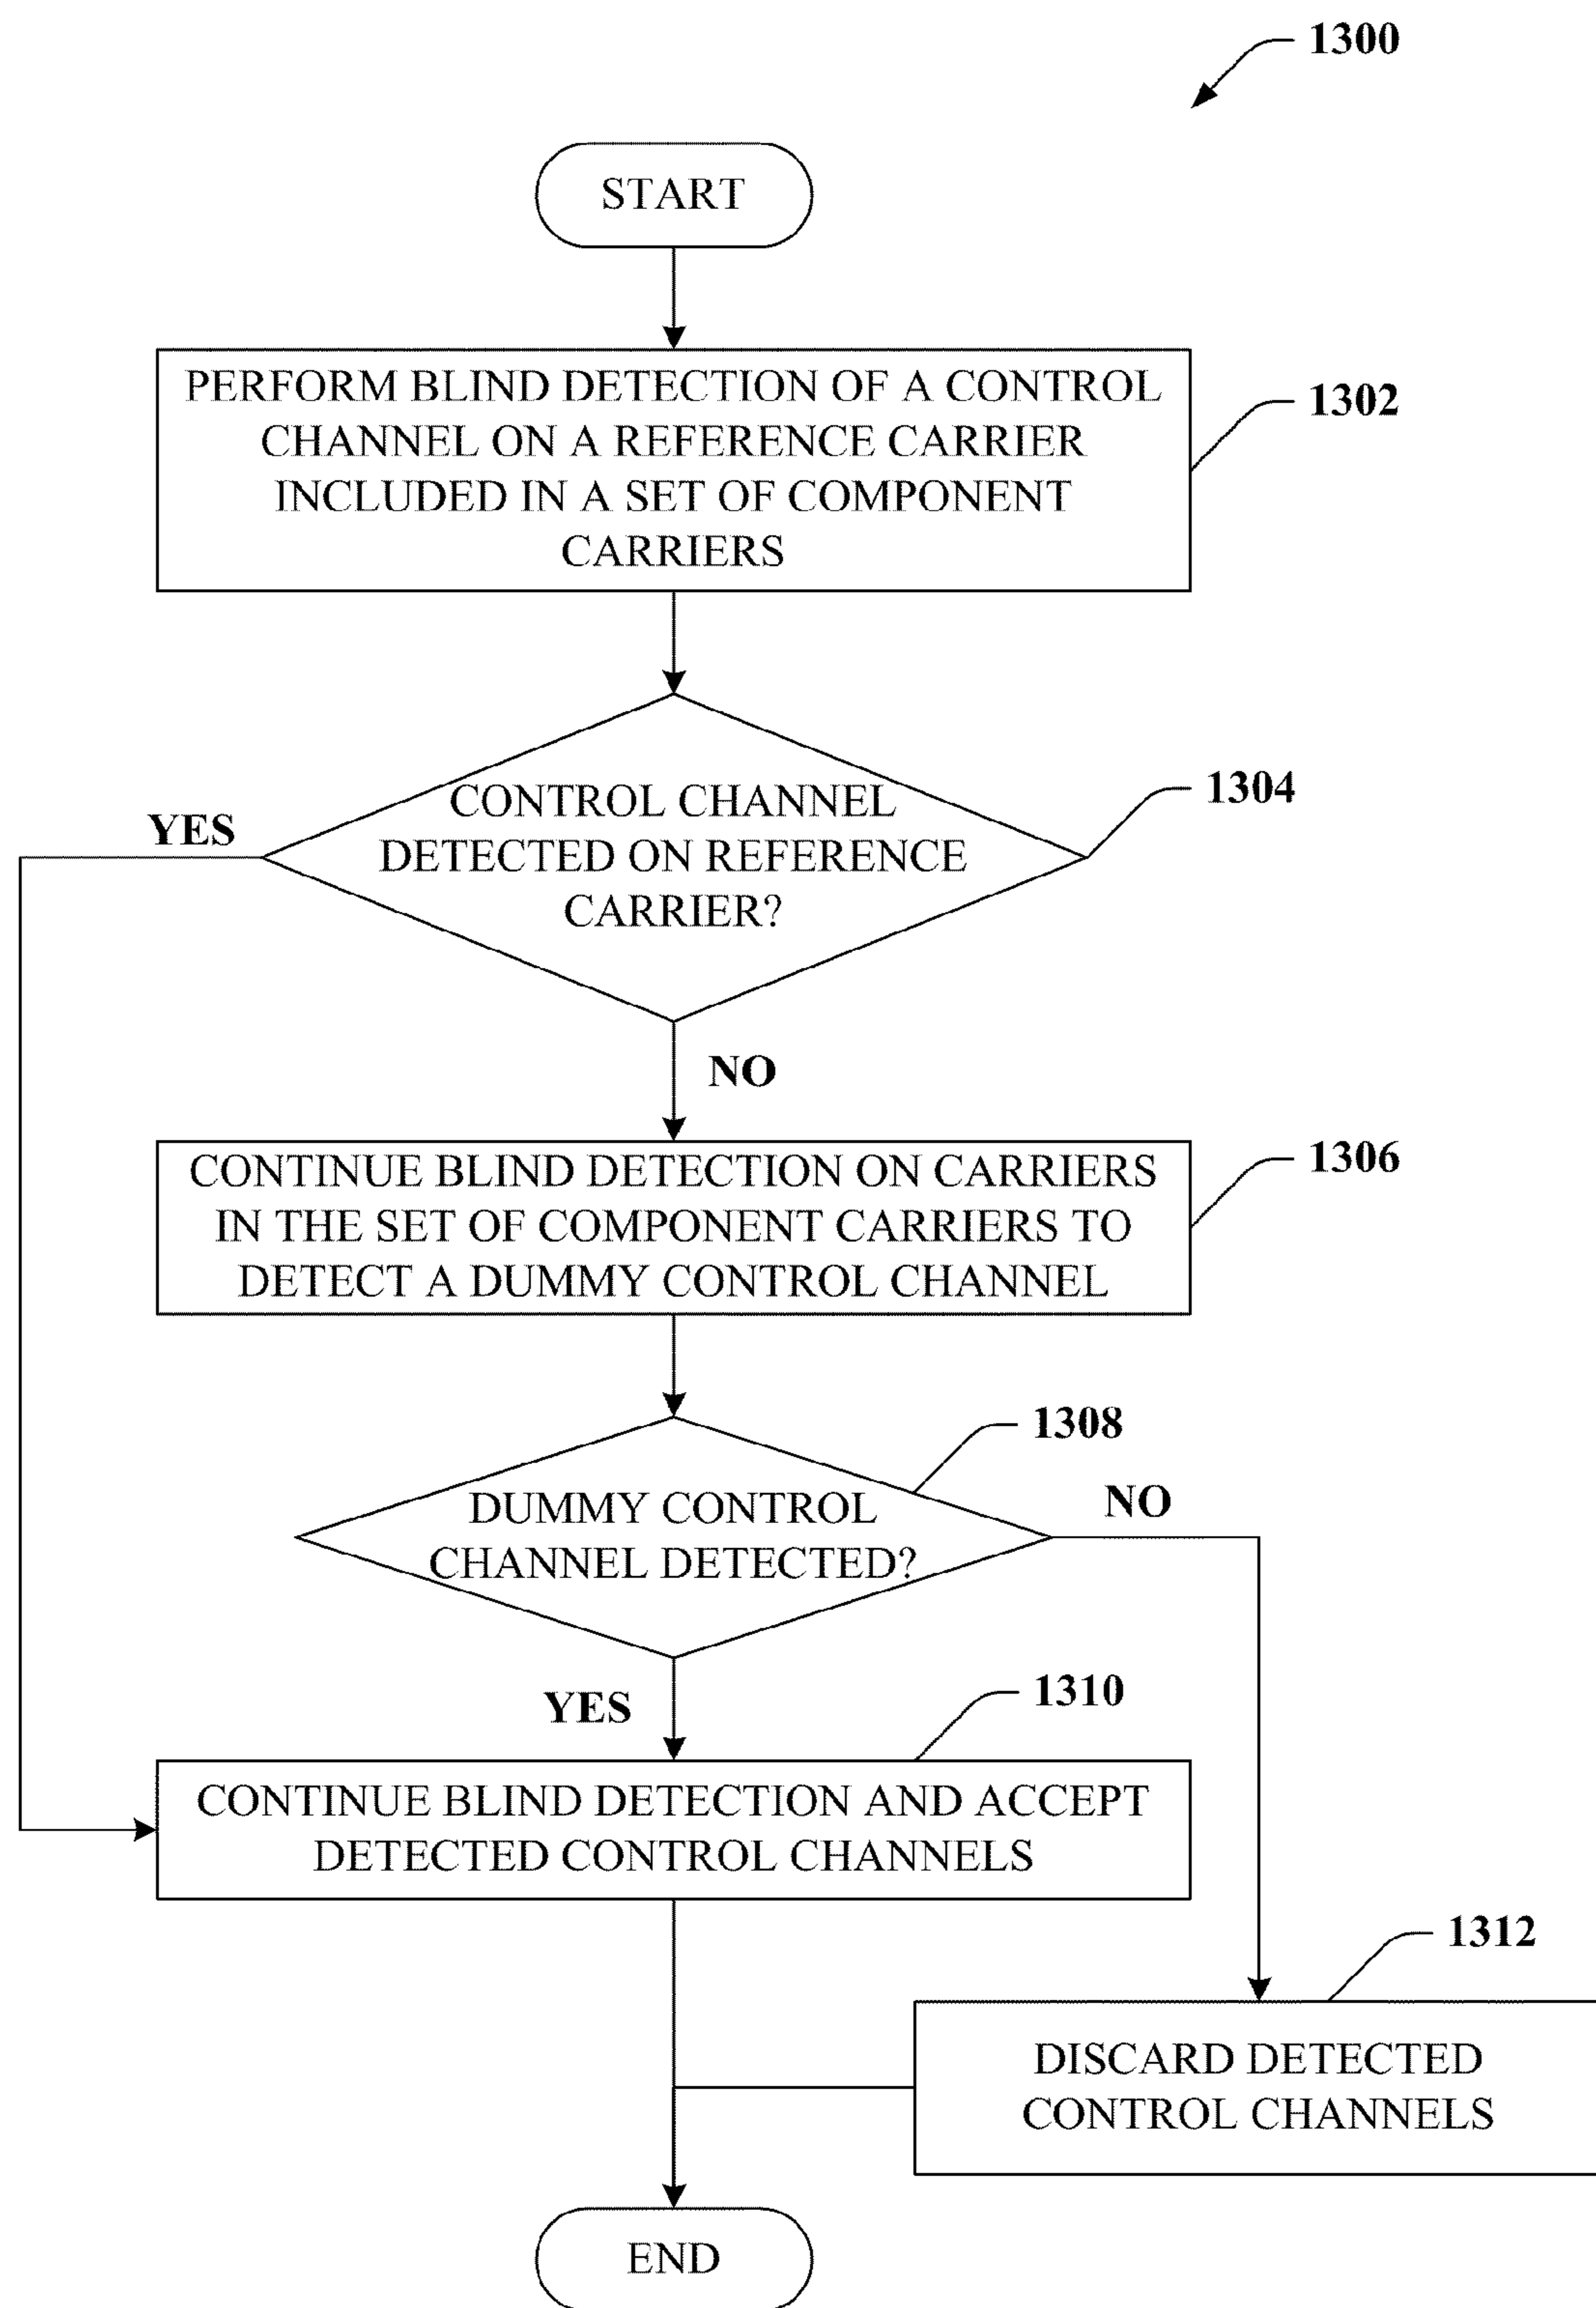 1300
START
PERFORM BLIND DETECTION OF A CONTROL
CHANNEL ON A REFERENCE CARRIER
INCLUDED IN A SET OF COMPONENT
CARRIERS
1302
CONTROL CHANNEL
DETECTED ON REFERENCE
CARRIER?
1304
YES
NO
CONTINUE BLIND DETECTION ON CARRIERS
IN THE SET OF COMPONENT CARRIERS TO
DETECT A DUMMY CONTROL CHANNEL
1306
DUMMY CONTROL
CHANNEL DETECTED?
1308
NO
YES
1310
CONTINUE BLIND DETECTION AND ACCEPT
DETECTED CONTROL CHANNELS
1312
DISCARD DETECTED
CONTROL CHANNELS
END